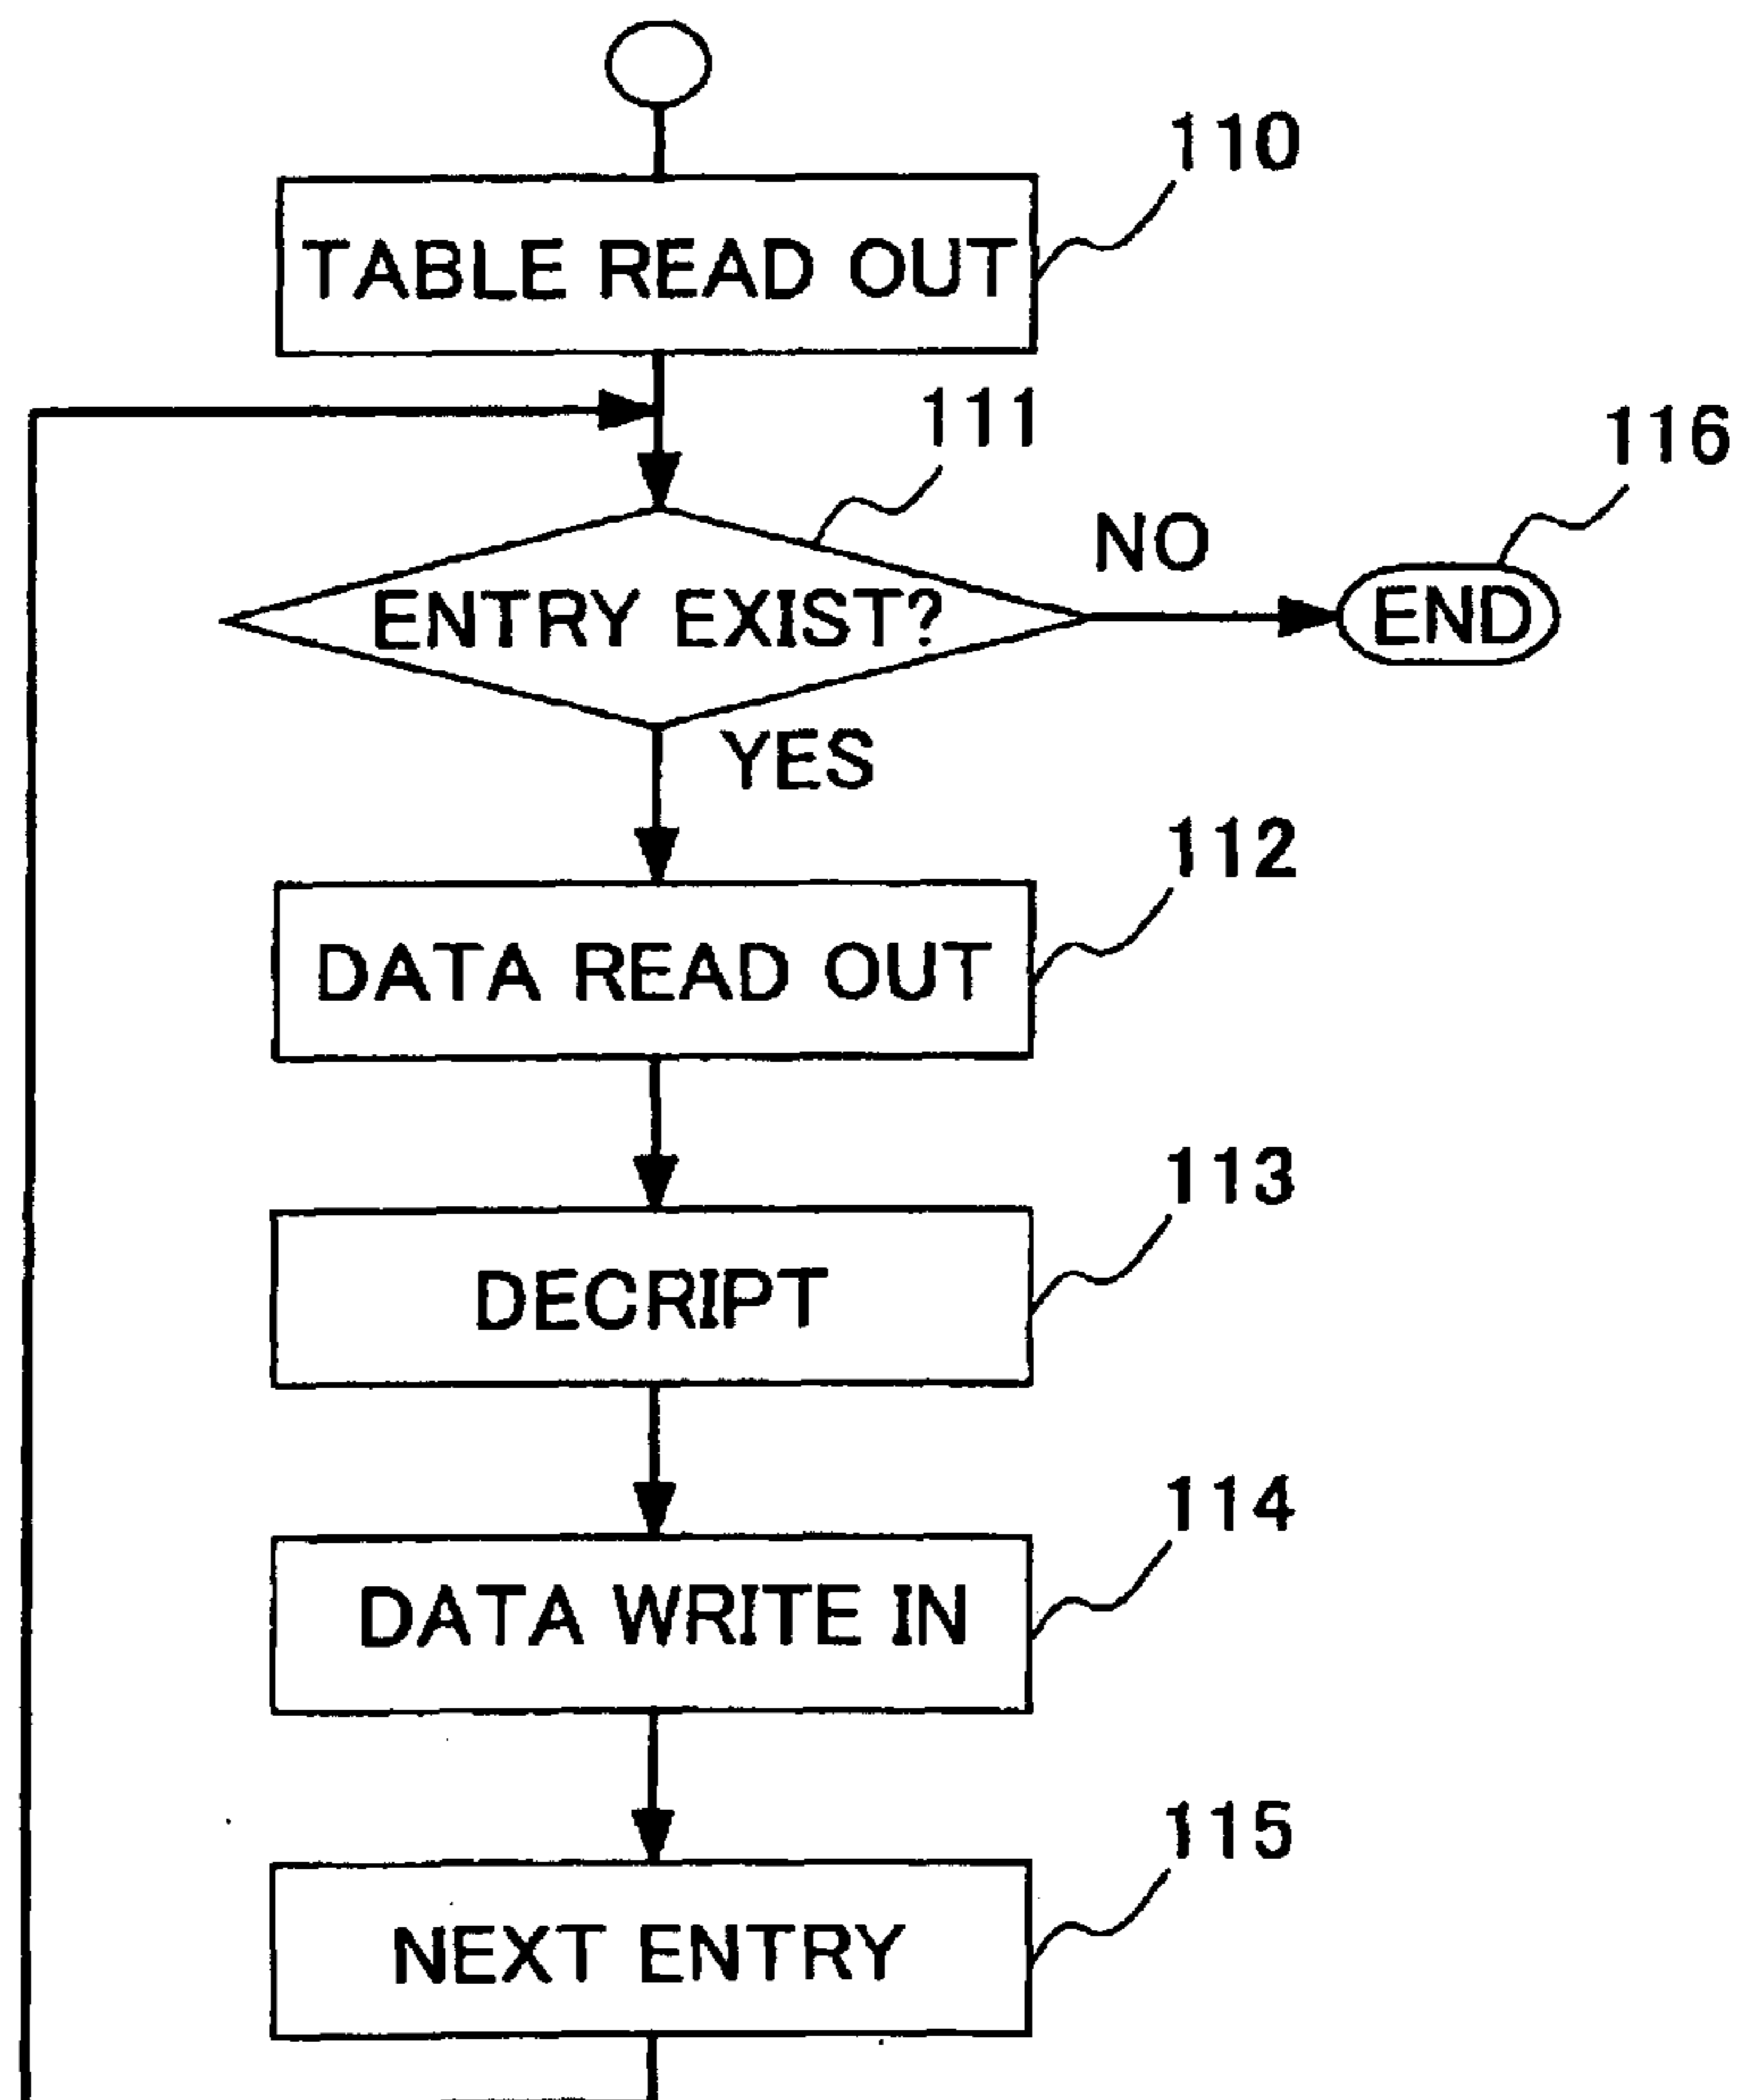 110
TABLE READ OUT
111
116
NO
ENTRY EXIST?
END
YES
112
DATA READ OUT
113
DECRIPT
114
DATA WRITE IN
115
NEXT ENTRY